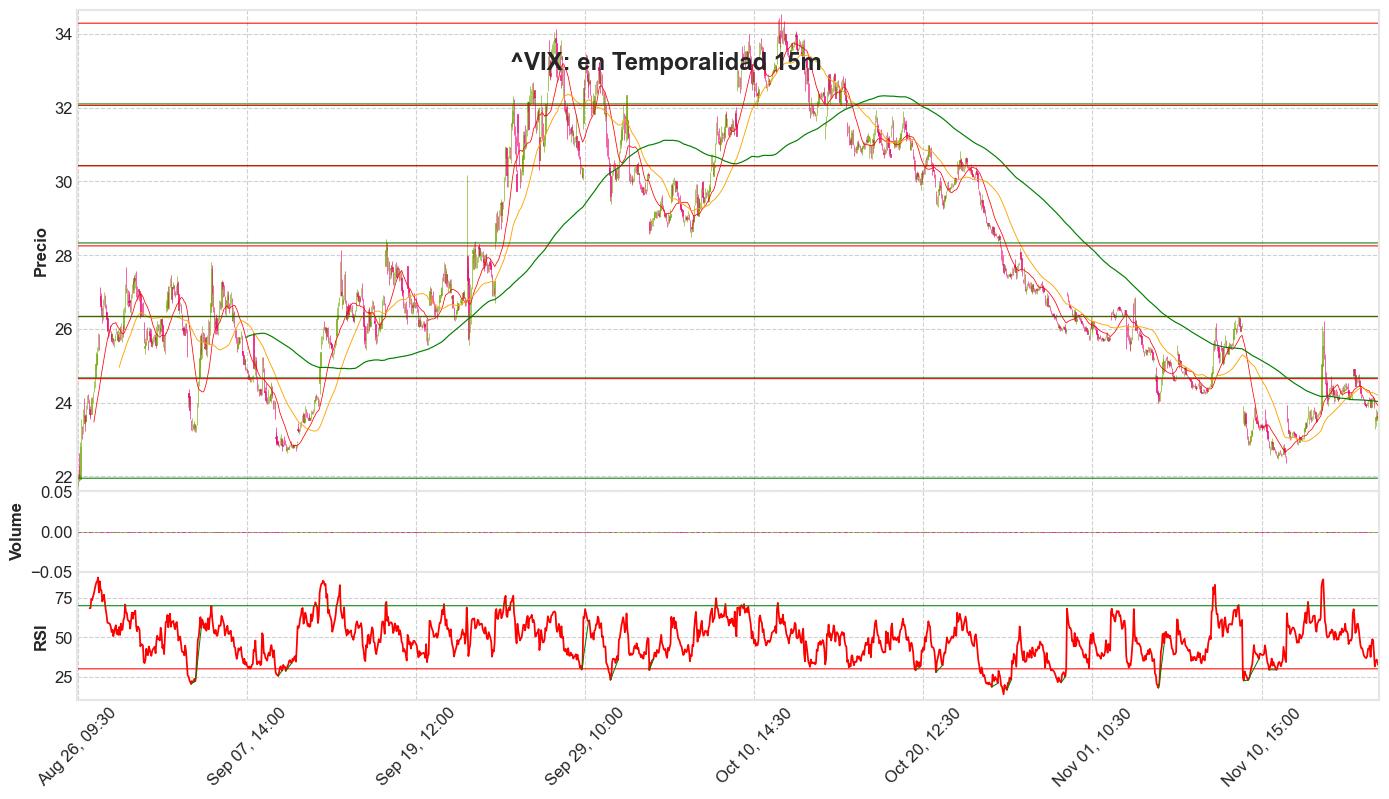 ^VIX: en Temporalidad 15m
Precio
34
32
30
28
26
24
22
Volume
0.05
0.00
−0.05
RSI
75
50
25
Aug 26, 09:30
Sep 07, 14:00
Sep 19, 12:00
Sep 29, 10:00
Oct 10, 14:30
Oct 20, 12:30
Nov 01, 10:30
Nov 10, 15:00